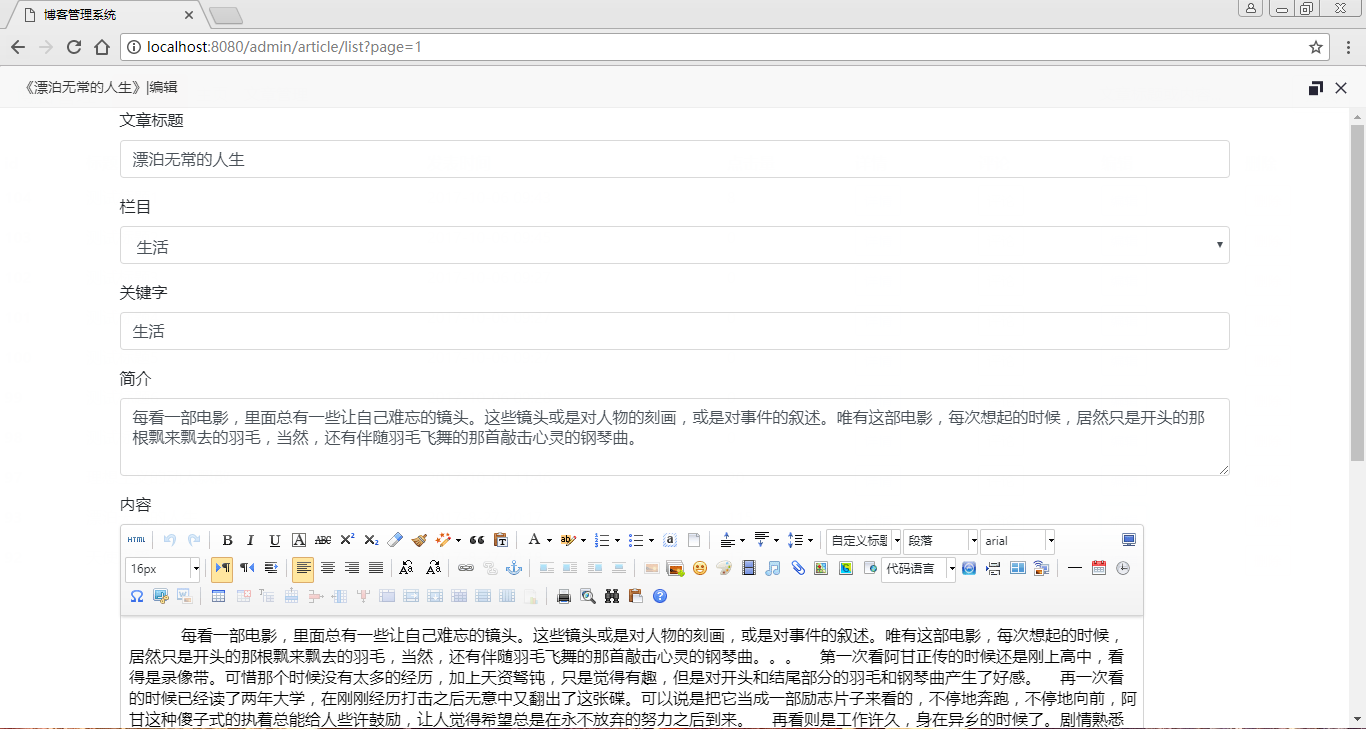 博客管理系统
localhost:8080/admin/article/list?page=1
《漂泊无常的人生》|编辑
文章标题
漂泊无常的人生
栏目
生活
关键字
生活
简介
每看一部电影，里面总有一些让自己难忘的镜头。这些镜头或是对人物的刻画，或是对事件的叙述。唯有这部电影，每次想起的时候，居然只是开头的那
根飘来飘去的羽毛，当然，还有伴随羽毛飞舞的那首敲击心灵的钢琴曲。
内容
HTML B I U A ABC X² X₂ A ab a 自定义标题 段落 arial
16px 代码语言
每看一部电影，里面总有一些让自己难忘的镜头。这些镜头或是对人物的刻画，或是对事件的叙述。唯有这部电影，每次想起的时候，
居然只是开头的那根飘来飘去的羽毛，当然，还有伴随羽毛飞舞的那首敲击心灵的钢琴曲。。。 第一次看阿甘正传的时候还是刚上高中，看
得是录像带。可惜那个时候没有太多的经历，加上天资驽钝，只是觉得有趣，但是对开头和结尾部分的羽毛和钢琴曲产生了好感。 再一次看
的时候已经读了两年大学，在刚刚经历打击之后无意中又翻出了这张碟。可以说是把它当成一部励志片子来看的，不停地奔跑，不停地向前，阿
甘这种傻子式的执着总能给人些许鼓励，让人觉得希望总是在永不放弃的努力之后到来。 再看则是工作许久，身在异乡的时候了。剧情熟悉